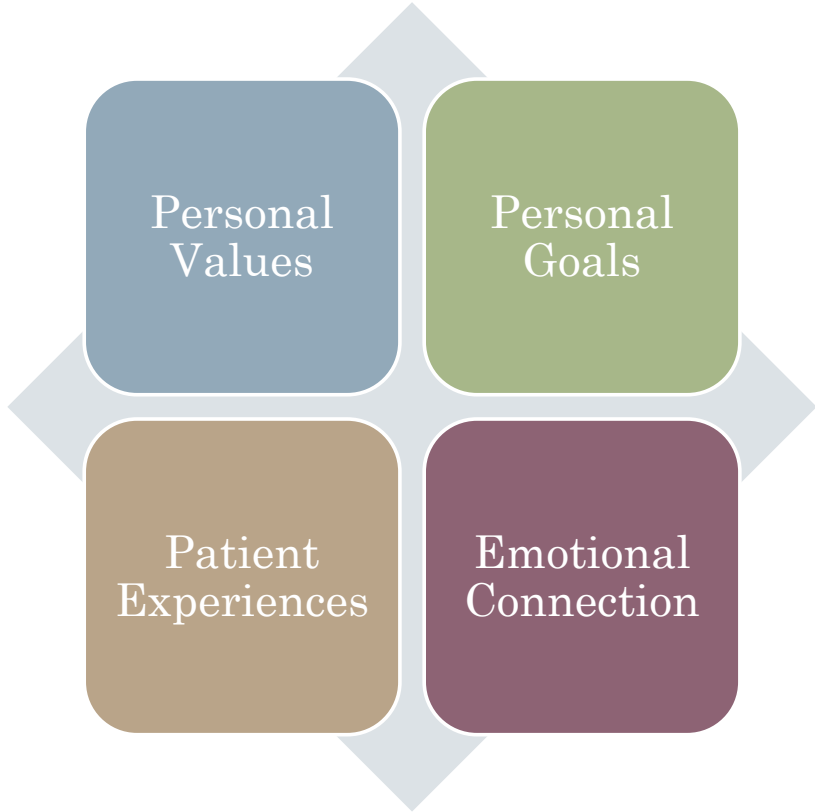 Personal
Values
Personal
Goals
Patient
Experiences
Emotional
Connection